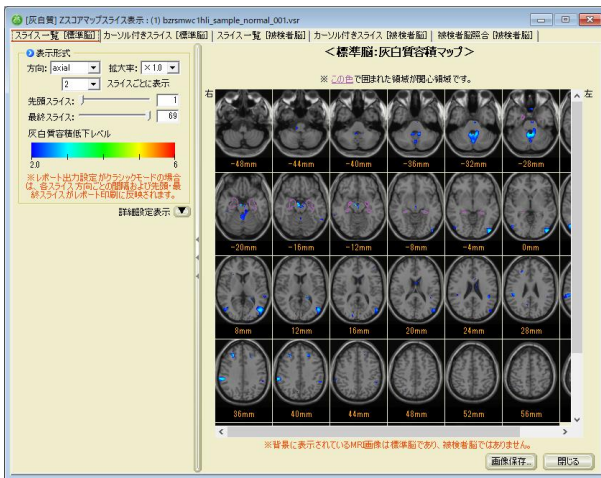 [灰白質] Zスコアマップスライス表示 : (1) bzrsmwc1hli_sample_normal_001.vsr
スライス一覧 [標準脳] | カーソル付きスライス [標準脳] | スライス一覧 [被検者脳] | カーソル付きスライス [被検者脳] | 被検者脳照合 [被検者脳] |
表示形式
方向: axial 拡大率: ×1.0
2 スライスごとに表示
先頭スライス: 1
最終スライス: 69
灰白質容積低下レベル
2.0 6
※レポート出力設定がクラシックモードの場合
は、各スライス方向ごとの間隔および先頭・最
終スライスがレポート印刷に反映されます。
詳細設定表示
＜標準脳:灰白質容積マップ＞
※ この色で囲まれた領域が関心領域です。
右 左
-48mm -44mm -40mm -36mm -32mm -28mm
-20mm -16mm -12mm -8mm -4mm 0mm
8mm 12mm 16mm 20mm 24mm 28mm
36mm 40mm 44mm 48mm 52mm 56mm
※背景に表示されているMRI画像は標準脳であり、被検者脳ではありません。
画像保存... 閉じる